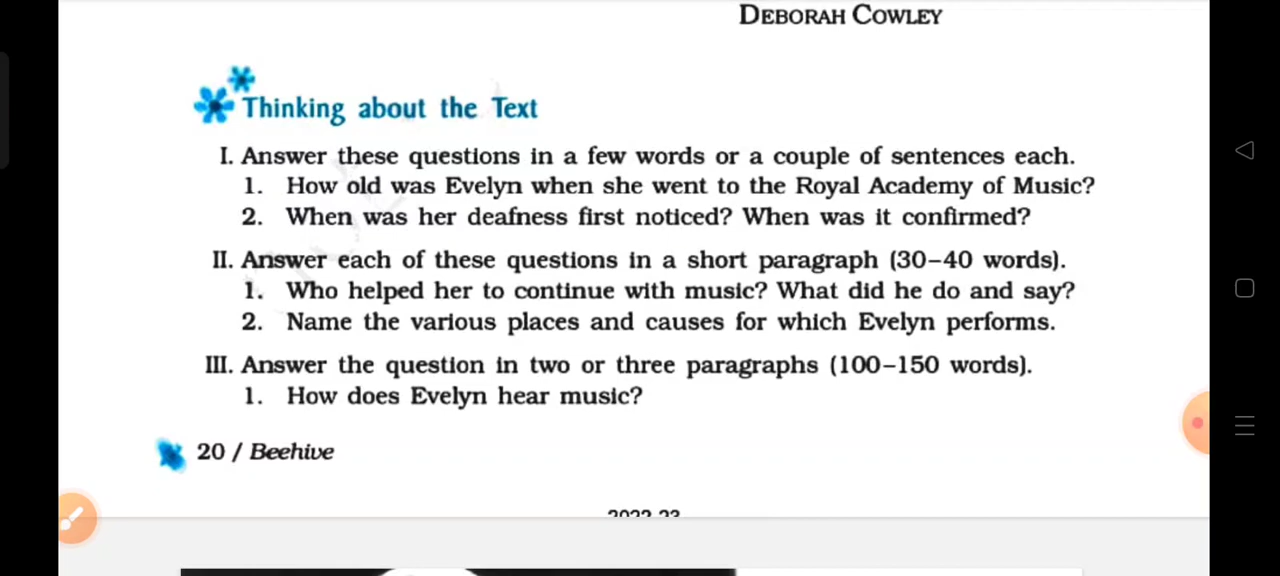 DEBORAH COWLEY
Thinking about the Text
I. Answer these questions in a few words or a couple of sentences each.
1. How old was Evelyn when she went to the Royal Academy of Music?
2. When was her deafness first noticed? When was it confirmed?
II. Answer each of these questions in a short paragraph (30–40 words).
1. Who helped her to continue with music? What did he do and say?
2. Name the various places and causes for which Evelyn performs.
III. Answer the question in two or three paragraphs (100–150 words).
1. How does Evelyn hear music?
20 / Beehive
2022-23